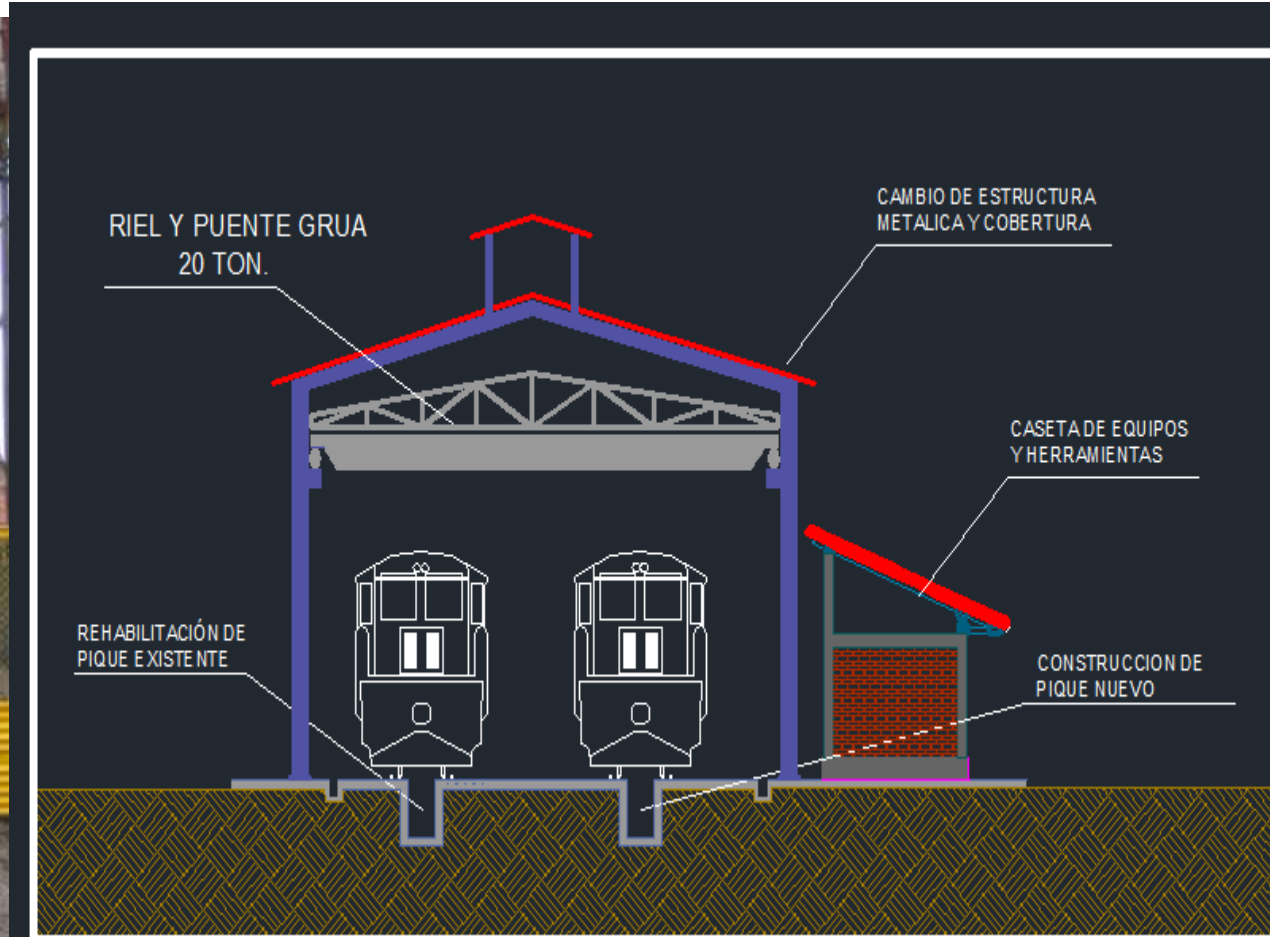 RIEL Y PUENTE GRUA
20 TON.
CAMBIO DE ESTRUCTURA
METALICA Y COBERTURA
CASETA DE EQUIPOS
Y HERRAMIENTAS
REHABILITACIÓN DE
PIQUE EXISTENTE
CONSTRUCCION DE
PIQUE NUEVO